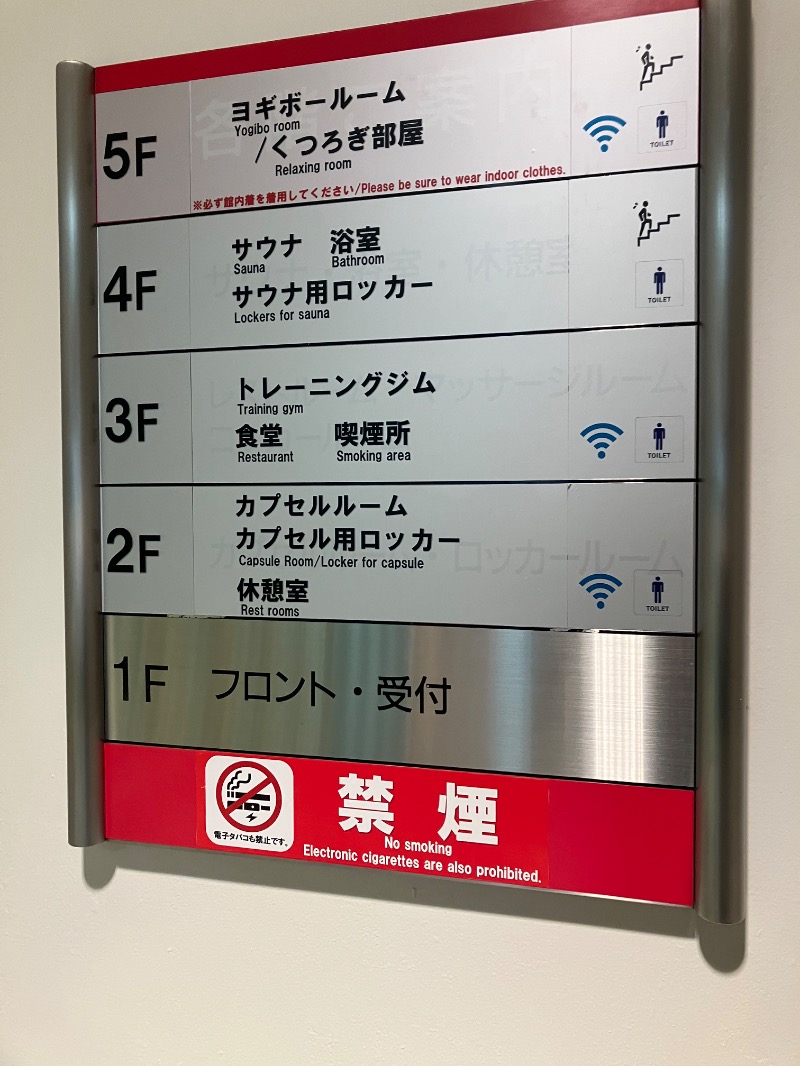 5F
ヨギボールーム
Yogibo room
/くつろぎ部屋
Relaxing room
※必ず館内着を着用してください/Please be sure to wear indoor clothes.
TOILET
4F
サウナ 浴室
Sauna Bathroom
サウナ用ロッカー
Lockers for sauna
TOILET
3F
トレーニングジム
Training gym
食堂 喫煙所
Restaurant Smoking area
TOILET
2F
カプセルルーム
カプセル用ロッカー
Capsule Room/Locker for capsule
休憩室
Rest rooms
TOILET
1F フロント・受付
電子タバコも禁止です。
禁煙
No smoking
Electronic cigarettes are also prohibited.